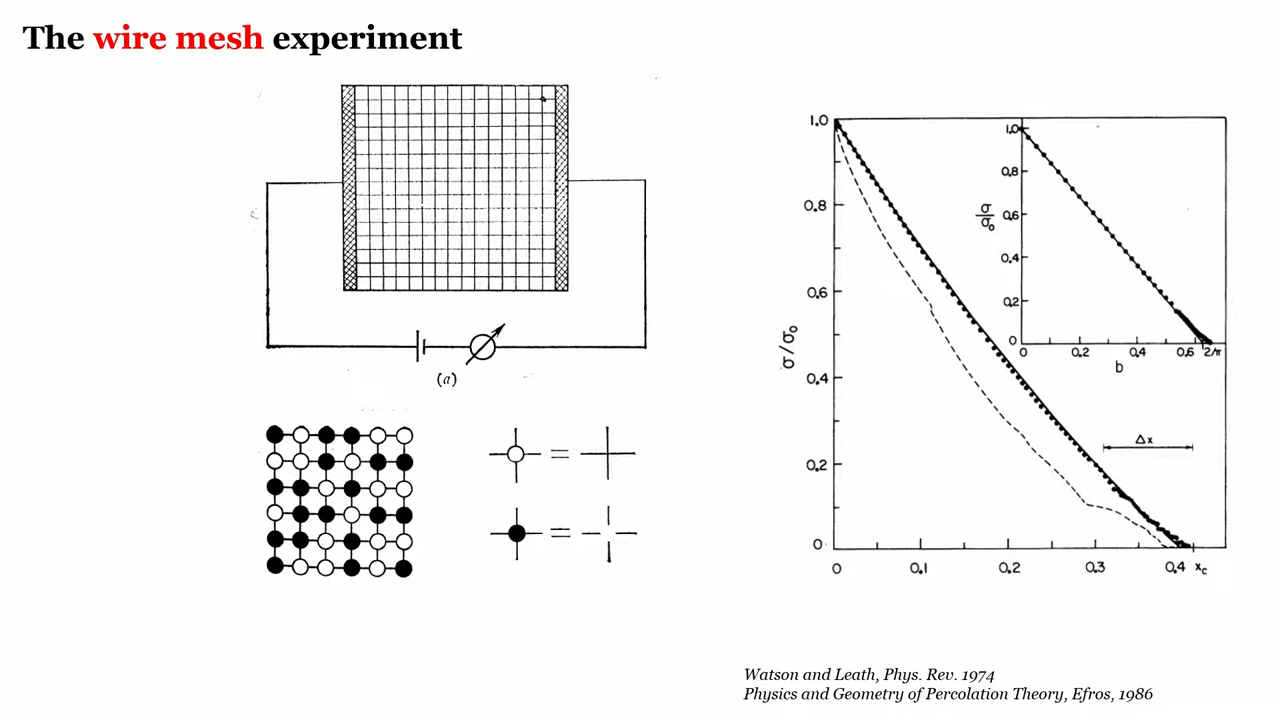 The wire mesh experiment
(a)
1.0
0.8
0.6
0.4
0.2
0
σ/σ₀
0
0.1
0.2
0.3
0.4
x_c
Δx
1.0
0.8
0.6
0.4
0.2
0
σ/σ₀
0
0.2
0.4
0.6
2/π
b
Watson and Leath, Phys. Rev. 1974
Physics and Geometry of Percolation Theory, Efros, 1986